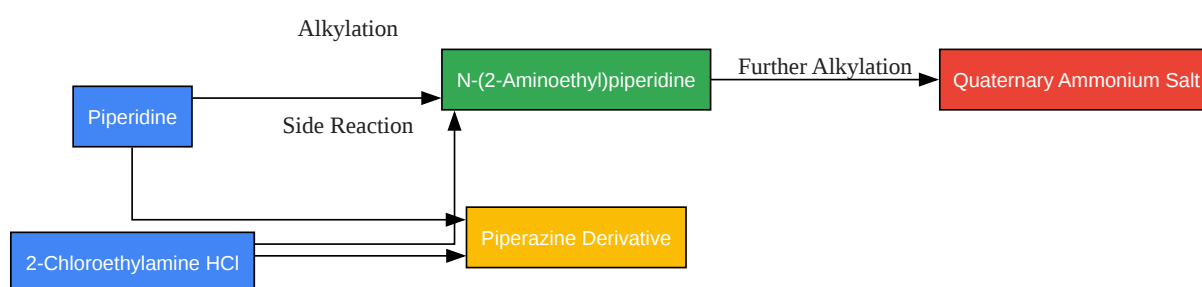 Alkylation
N-(2-Aminoethyl)piperidine
Further Alkylation
Quaternary Ammonium Salt
Piperidine
Side Reaction
Piperazine Derivative
2-Chloroethylamine HCl